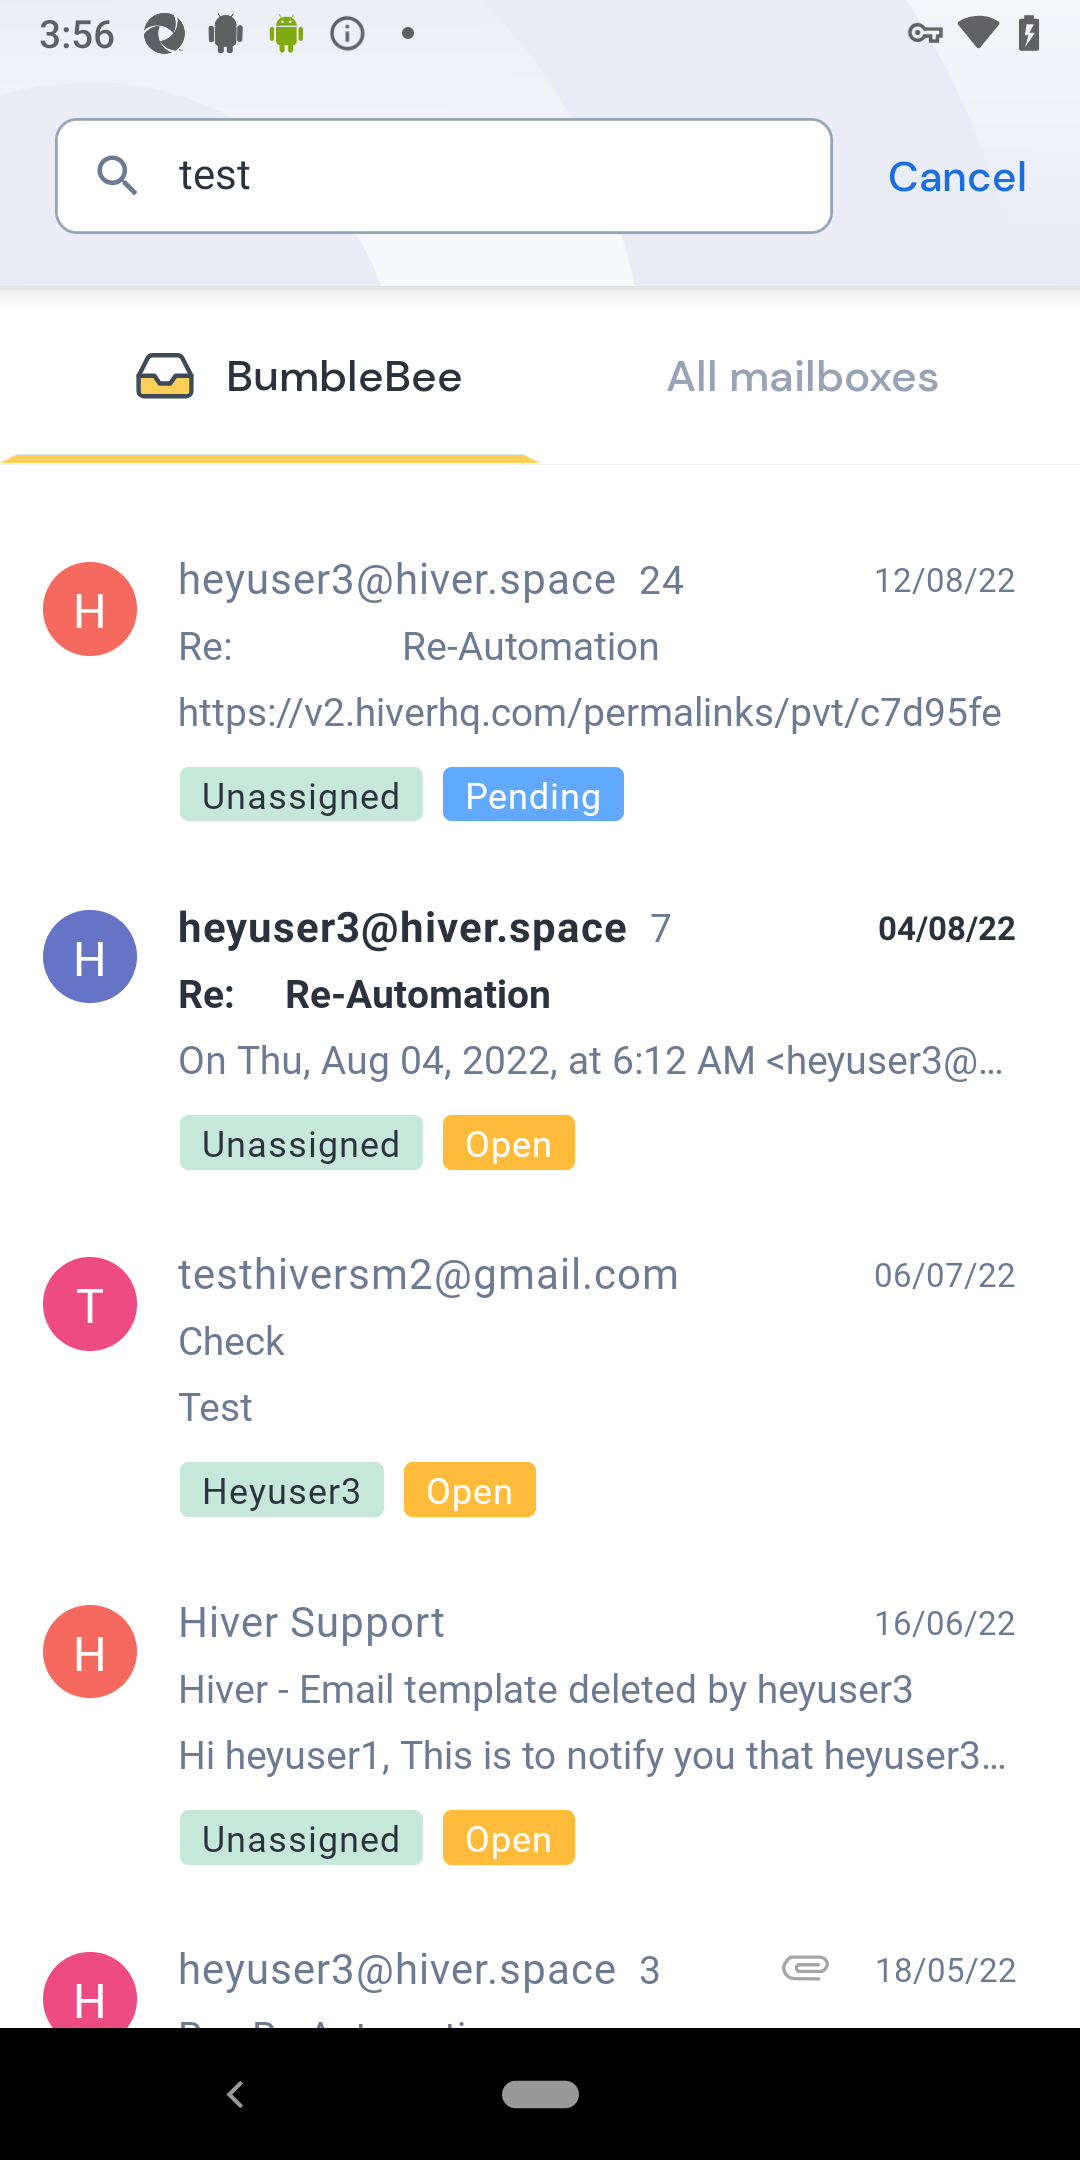 3:56
test
Cancel
BumbleBee
All mailboxes
H
heyuser3@hiver.space 24
12/08/22
Re: Re-Automation
https://v2.hiverhq.com/permalinks/pvt/c7d95fe
Unassigned
Pending
H
heyuser3@hiver.space 7
04/08/22
Re: Re-Automation
On Thu, Aug 04, 2022, at 6:12 AM <heyuser3@...
Unassigned
Open
T
testhiversm2@gmail.com
06/07/22
Check
Test
Heyuser3
Open
H
Hiver Support
16/06/22
Hiver - Email template deleted by heyuser3
Hi heyuser1, This is to notify you that heyuser3...
Unassigned
Open
H
heyuser3@hiver.space 3
18/05/22